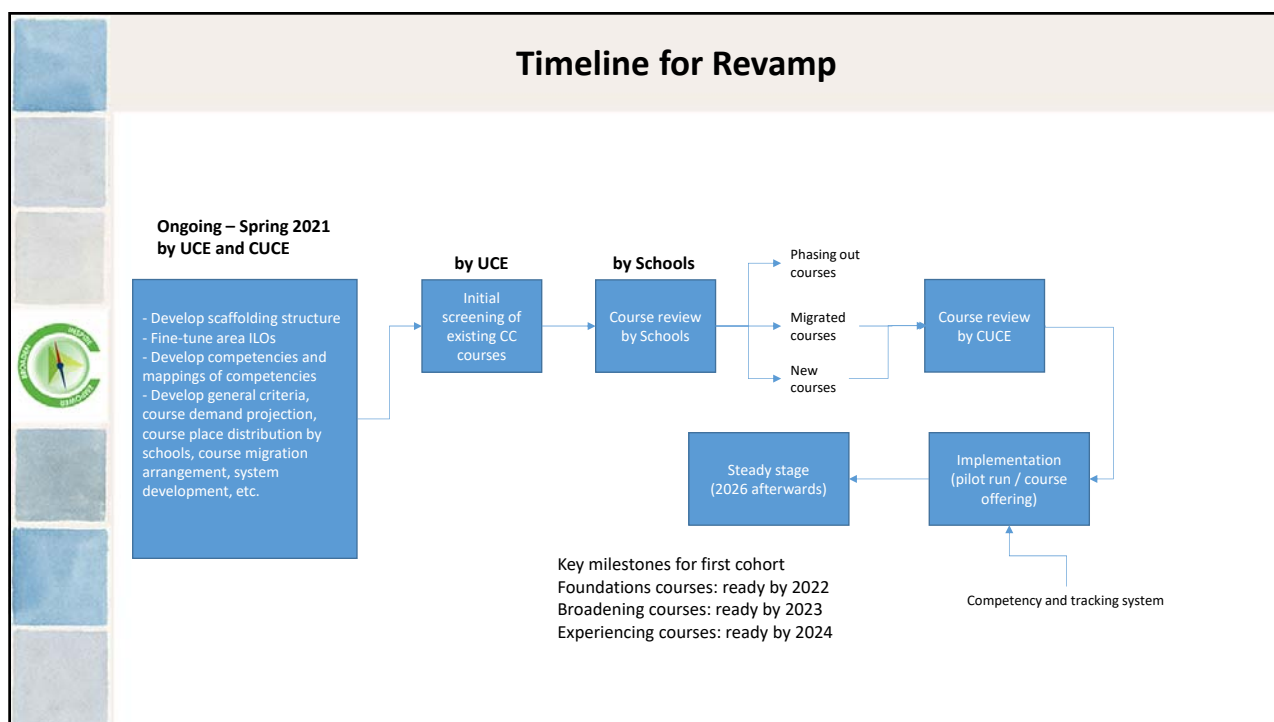 Timeline for Revamp
Ongoing – Spring 2021
by UCE and CUCE
- Develop scaffolding structure
- Fine-tune area ILOs
- Develop competencies and
mappings of competencies
- Develop general criteria,
course demand projection,
course place distribution by
schools, course migration
arrangement, system
development, etc.
by UCE
Initial
screening of
existing CC
courses
by Schools
Course review
by Schools
Phasing out
courses
Migrated
courses
New
courses
Course review
by CUCE
Implementation
(pilot run / course
offering)
Steady stage
(2026 afterwards)
Competency and tracking system
Key milestones for first cohort
Foundations courses: ready by 2022
Broadening courses: ready by 2023
Experiencing courses: ready by 2024
BROADEN
INSPIRE
EMPOWER